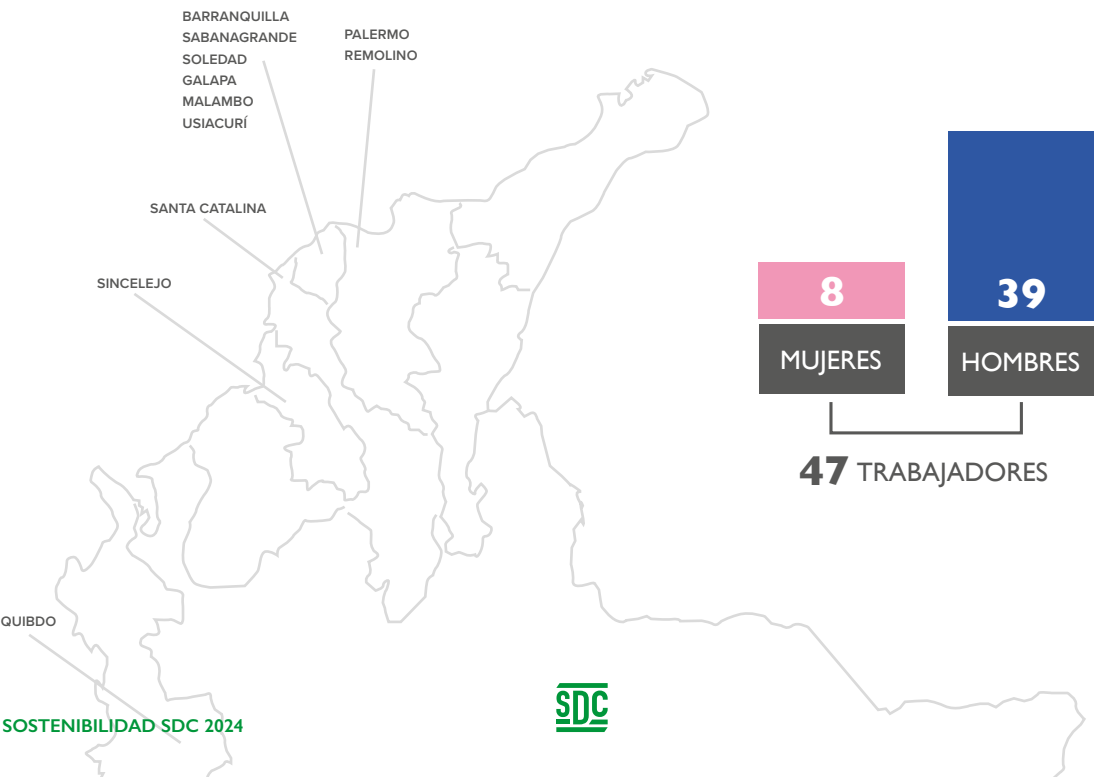 BARRANQUILLA
SABANAGRANDE
SOLEDAD
GALAPA
MALAMBO
USIACURÍ
PALERMO
REMOLINO
SANTA CATALINA
SINCELEJO
8
MUJERES
39
HOMBRES
47 TRABAJADORES
QUIBDO
SOSTENIBILIDAD SDC 2024
SDC